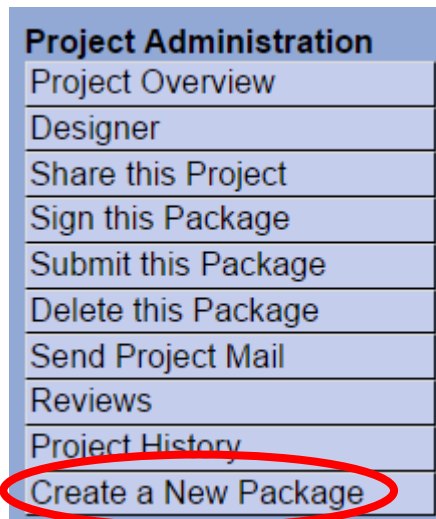 Project Administration
Project Overview
Designer
Share this Project
Sign this Package
Submit this Package
Delete this Package
Send Project Mail
Reviews
Project History
Create a New Package